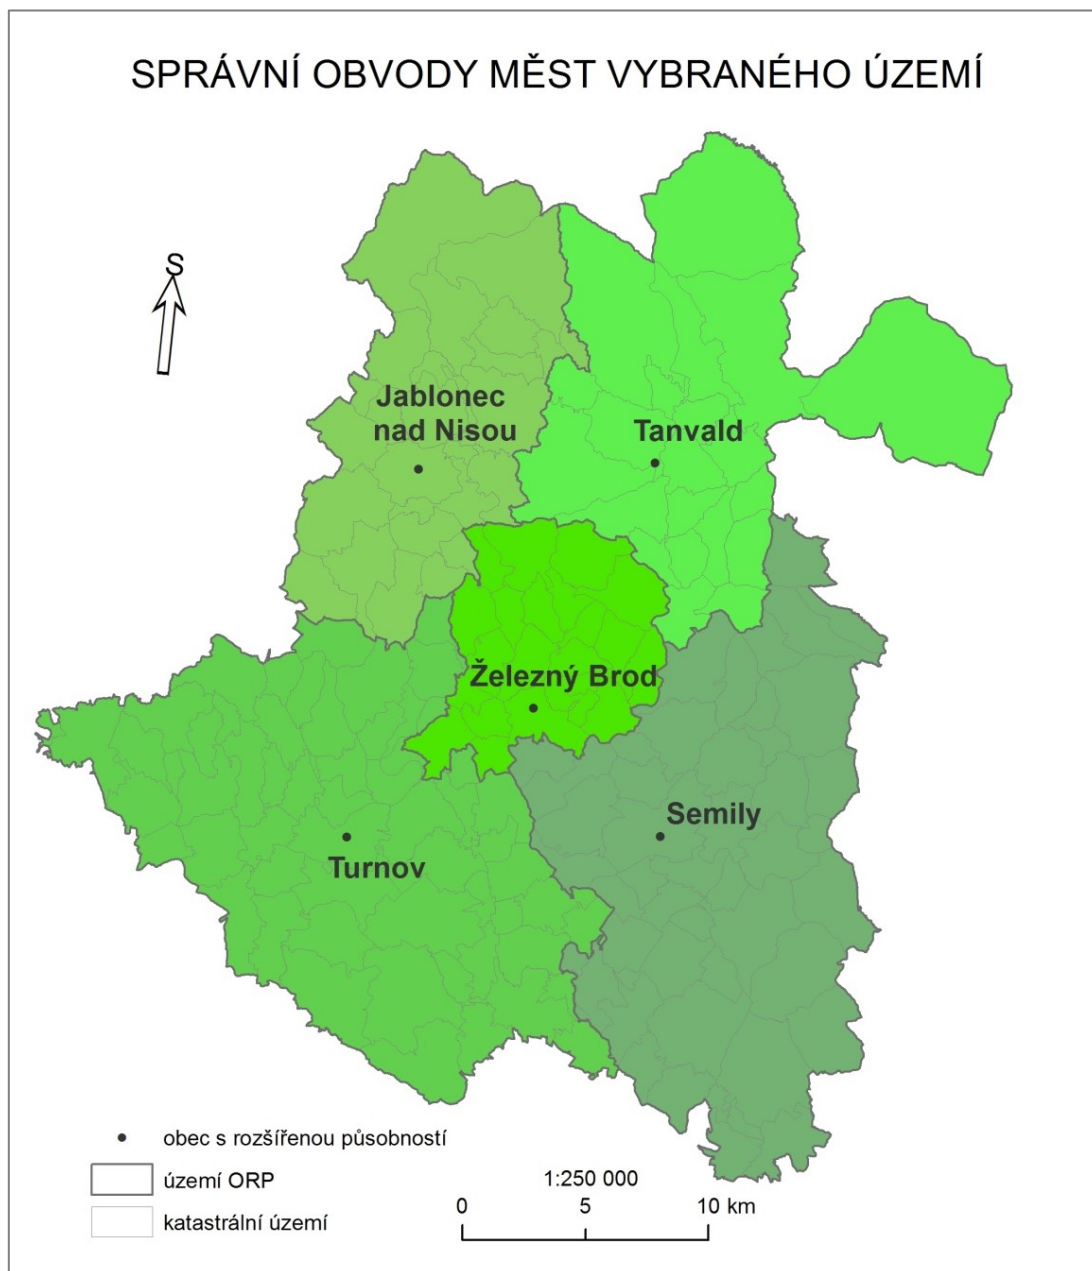 SPRÁVNÍ OBVODY MĚST VYBRANÉHO ÚZEMÍ
S
Jablonec
nad Nisou
Tanvald
Železný Brod
Semily
Turnov
obec s rozšířenou působností
území ORP
katastrální území
1:250 000
0 5 10 km